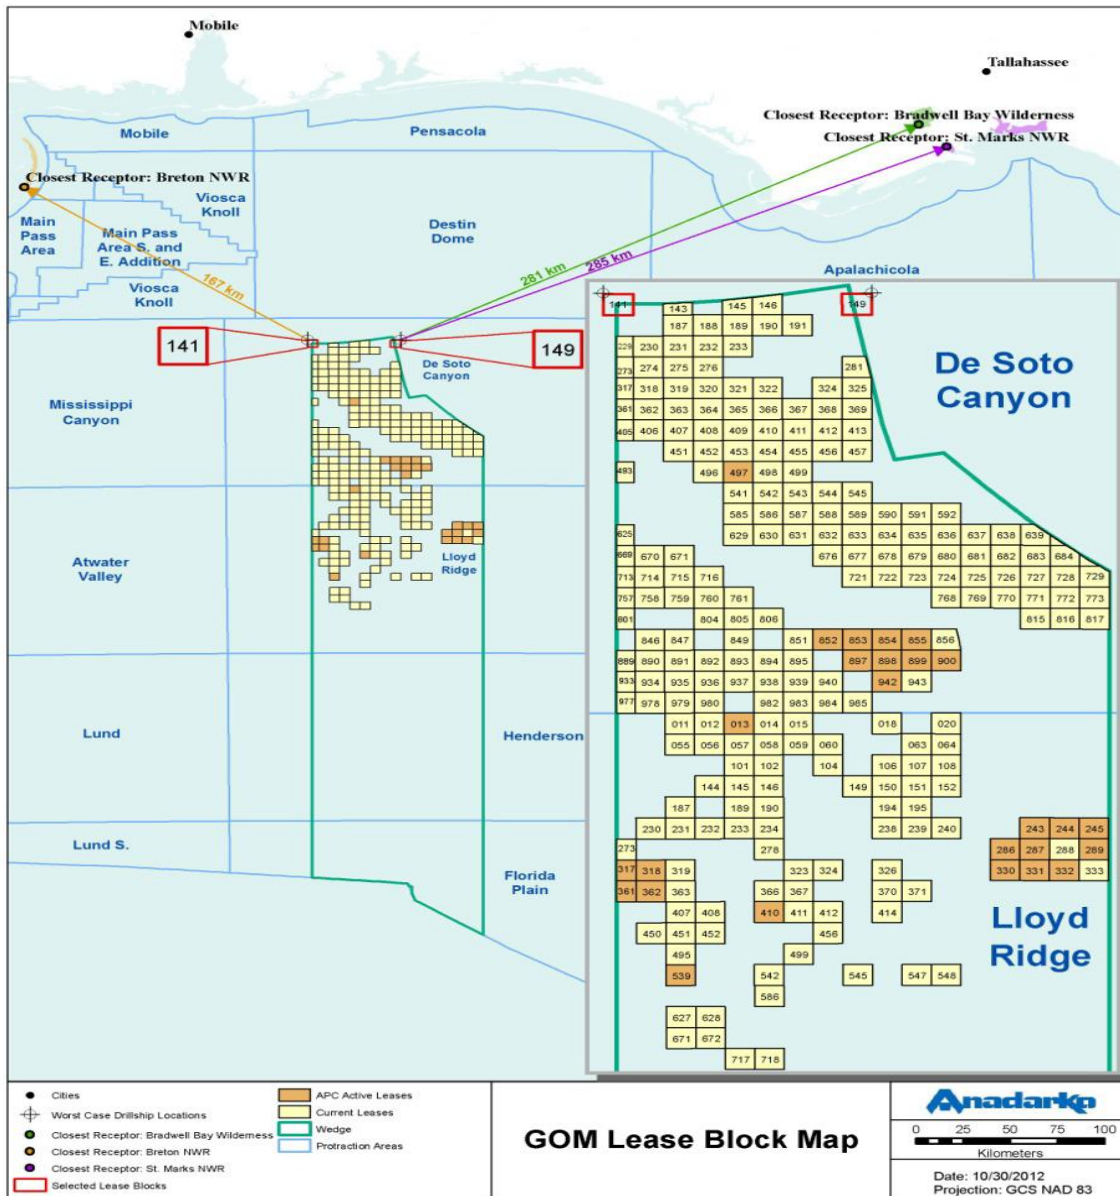 Mobile
Tallahassee
Closest Receptor: Bradwell Bay Wilderness
Closest Receptor: St. Marks NWR
Mobile
Pensacola
Closest Receptor: Breton NWR
Viosca
Knoll
Main
Pass
Area
Main Pass
Area S. and
E. Addition
Destin
Dome
Viosca
Knoll
167 km
281 km
285 km
Apalachicola
141
149
De Soto
Canyon
Mississippi
Canyon
Atwater
Valley
Lloyd
Ridge
Lund
Henderson
Lund S.
Florida
Plain
141 143 145 146 149
187 188 189 190 191
229 230 231 232 233
273 274 275 276 281
317 318 319 320 321 322 324 325
361 362 363 364 365 366 367 368 369
405 406 407 408 409 410 411 412 413
451 452 453 454 455 456 457
493 496 497 498 499
541 542 543 544 545
585 586 587 588 589 590 591 592
625 629 630 631 632 633 634 635 636 637 638 639
669 670 671 676 677 678 679 680 681 682 683 684
713 714 715 716 721 722 723 724 725 726 727 728 729
757 758 759 760 761 768 769 770 771 772 773
801 804 805 806 815 816 817
846 847 849 851 852 853 854 855 856
889 890 891 892 893 894 895 897 898 899 900
933 934 935 936 937 938 939 940 942 943
977 978 979 980 982 983 984 985
De Soto
Canyon
011 012 013 014 015 018 020
055 056 057 058 059 060 063 064
101 102 104 106 107 108
144 145 146 149 150 151 152
187 189 190 194 195
230 231 232 233 234 238 239 240 243 244 245
273 278 286 287 288 289
317 318 319 323 324 326 330 331 332 333
361 362 363 366 367 370 371
407 408 410 411 412 414
450 451 452 456
495 499
539 542 545 547 548
586
627 628
671 672
717 718
Lloyd
Ridge
Cities
Worst Case Drillship Locations
Closest Receptor: Bradwell Bay Wilderness
Closest Receptor: Breton NWR
Closest Receptor: St. Marks NWR
Selected Lease Blocks
APC Active Leases
Current Leases
Wedge
Protraction Areas
GOM Lease Block Map
Anadarko
0 25 50 75 100
Kilometers
Date: 10/30/2012
Projection: GCS NAD 83